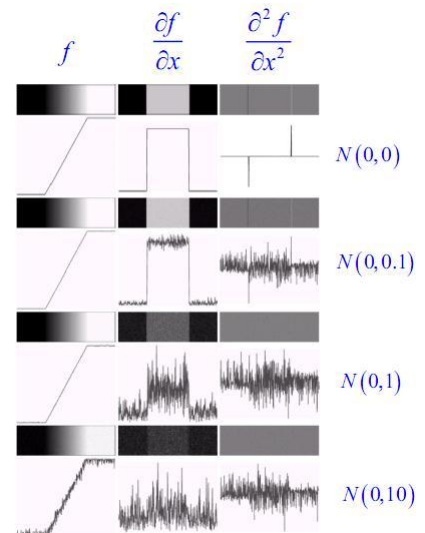 f ∂f/∂x ∂²f/∂x²
N(0,0)
N(0,0.1)
N(0,1)
N(0,10)